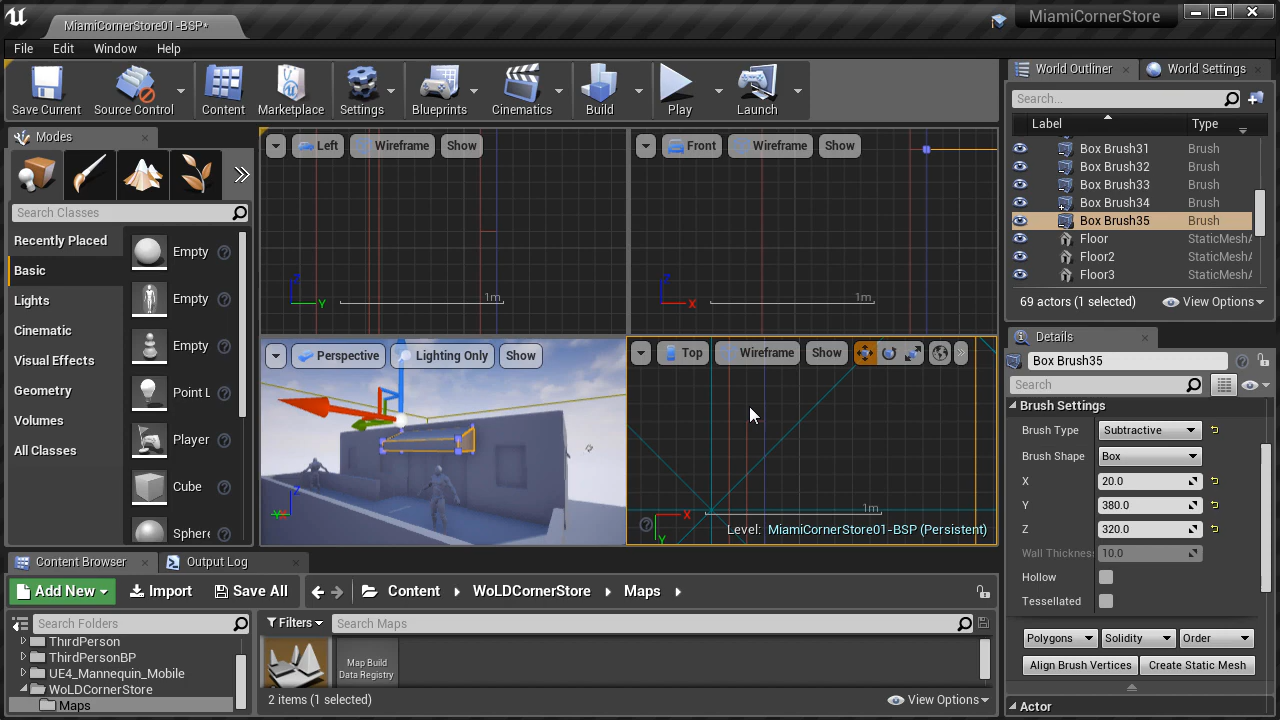 MiamiCornerStore01-BSP*
MiamiCornerStore
File Edit Window Help
World Outliner
World Settings
Save Current
Source Control
Content
Marketplace
Settings
Blueprints
Cinematics
Build
Play
Launch
Search...
Label Type
Modes
Left Wireframe Show
Front Wireframe Show
Box Brush31 Brush
Box Brush32 Brush
Box Brush33 Brush
Box Brush34 Brush
Box Brush35 Brush
Floor StaticMeshA
Floor2 StaticMeshA
Floor3 StaticMeshA
69 actors (1 selected)
View Options
Search Classes
Recently Placed
Basic
Lights
Cinematic
Visual Effects
Geometry
Volumes
All Classes
Empty
Empty
Empty
Point L
Player
Cube
Sphere
Z
Y
1m
Z
X
1m
Perspective Lighting Only Show
Top Wireframe Show
Z
X
Y
1m
Level: MiamiCornerStore01-BSP (Persistent)
Details
Box Brush35
Search
Brush Settings
Brush Type Subtractive
Brush Shape Box
X 20.0
Y 380.0
Z 320.0
Wall Thickness 10.0
Hollow
Tessellated
Polygons Solidity Order
Align Brush Vertices Create Static Mesh
Actor
Content Browser
Output Log
Add New Import Save All
Content WoLDCornerStore Maps
Search Folders
Filters
Search Maps
ThirdPerson
ThirdPersonBP
UE4_Mannequin_Mobile
WoLDCornerStore
Maps
Map Build
Data Registry
2 items (1 selected)
View Options